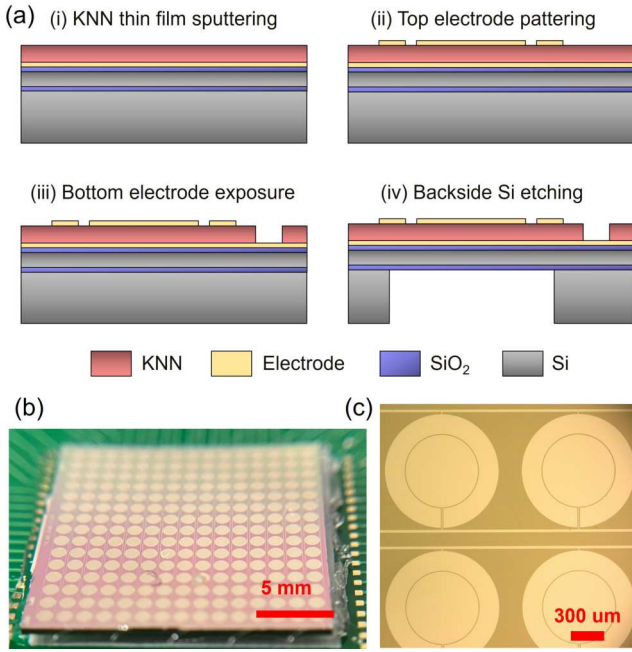 (a)
(i) KNN thin film sputtering
(ii) Top electrode pattering
(iii) Bottom electrode exposure
(iv) Backside Si etching
KNN
Electrode
SiO₂
Si
(b)
5 mm
(c)
300 um